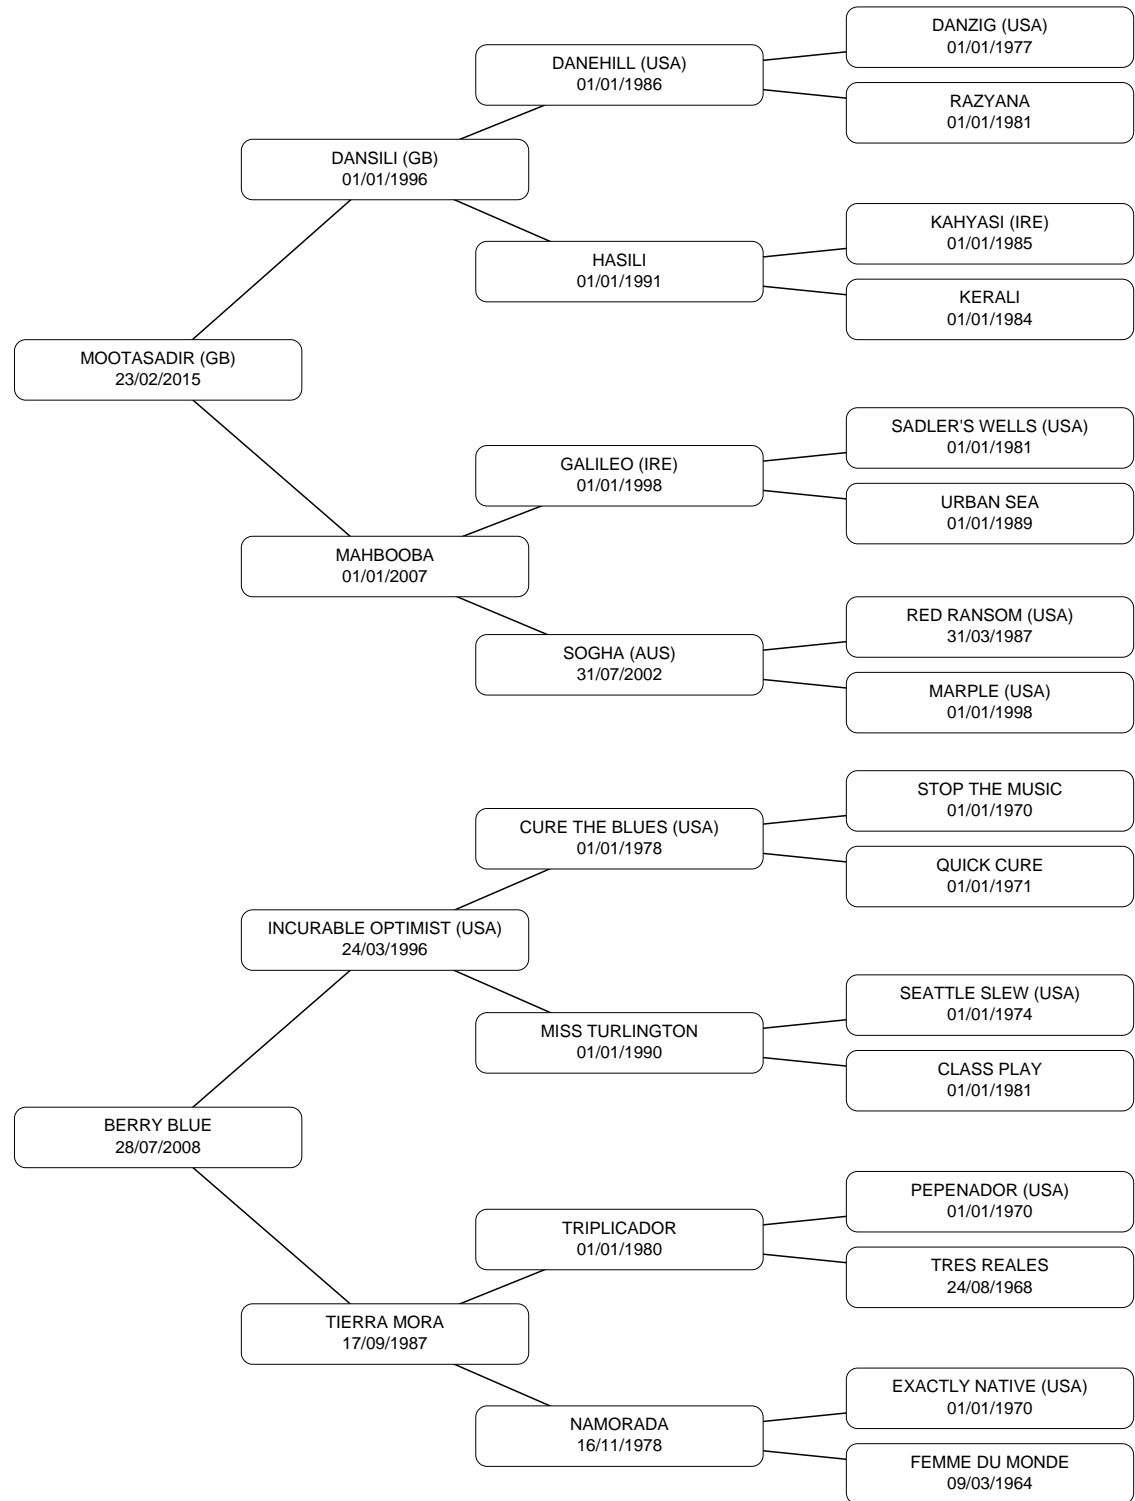 DANZIG (USA)
01/01/1977
DANEHILL (USA)
01/01/1986
RAZYANA
01/01/1981
DANSILI (GB)
01/01/1996
KAHYASI (IRE)
01/01/1985
HASILI
01/01/1991
KERALI
01/01/1984
MOOTASADIR (GB)
23/02/2015
SADLER'S WELLS (USA)
01/01/1981
GALILEO (IRE)
01/01/1998
URBAN SEA
01/01/1989
MAHBOOBA
01/01/2007
RED RANSOM (USA)
31/03/1987
SOGHA (AUS)
31/07/2002
MARPLE (USA)
01/01/1998
STOP THE MUSIC
01/01/1970
CURE THE BLUES (USA)
01/01/1978
QUICK CURE
01/01/1971
INCURABLE OPTIMIST (USA)
24/03/1996
SEATTLE SLEW (USA)
01/01/1974
MISS TURLINGTON
01/01/1990
CLASS PLAY
01/01/1981
BERRY BLUE
28/07/2008
PEPENADOR (USA)
01/01/1970
TRIPLICADOR
01/01/1980
TRES REALES
24/08/1968
TIERRA MORA
17/09/1987
EXACTLY NATIVE (USA)
01/01/1970
NAMORADA
16/11/1978
FEMME DU MONDE
09/03/1964